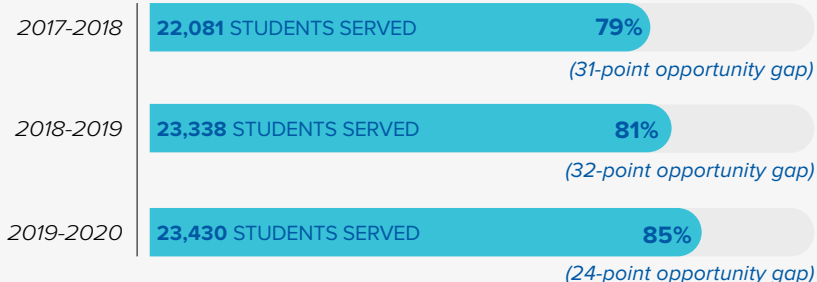 2017-2018
22,081 STUDENTS SERVED 79%
(31-point opportunity gap)
2018-2019
23,338 STUDENTS SERVED 81%
(32-point opportunity gap)
2019-2020
23,430 STUDENTS SERVED 85%
(24-point opportunity gap)